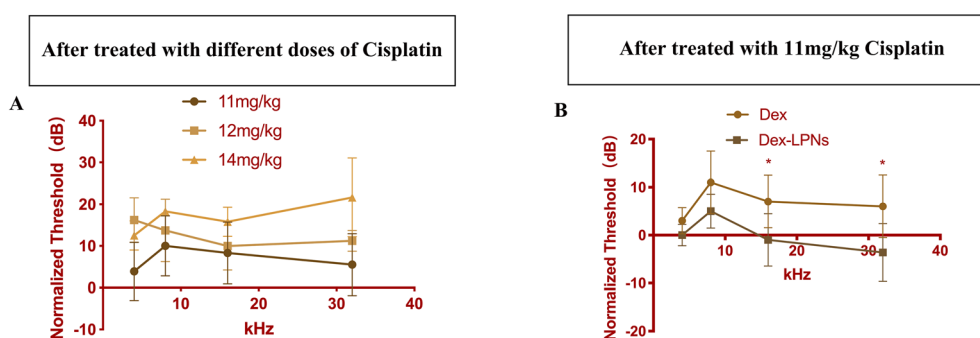 After treated with different doses of Cisplatin
After treated with 11mg/kg Cisplatin
A
11mg/kg
12mg/kg
14mg/kg
Normalized Threshold (dB)
40
30
20
10
0
-10
10
20
30
40
kHz
B
Dex
Dex-LPNs
Normalized Threshold (dB)
20
10
0
-10
-20
*
*
10
20
30
40
kHz